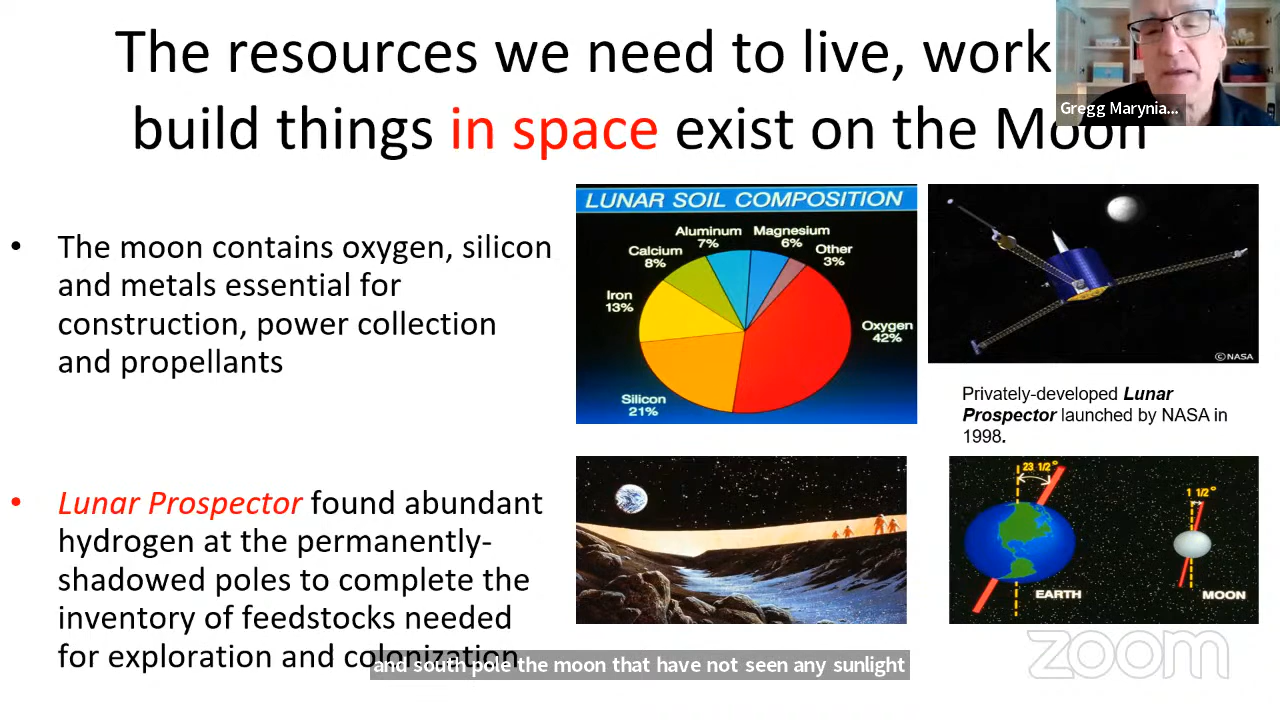 The resources we need to live, work
build things in space exist on the Moon
Gregg Marynia...
• The moon contains oxygen, silicon
and metals essential for
construction, power collection
and propellants
• Lunar Prospector found abundant
hydrogen at the permanently-
shadowed poles to complete the
inventory of feedstocks needed
for exploration and colonization
LUNAR SOIL COMPOSITION
Aluminum
7%
Magnesium
6%
Other
3%
Calcium
8%
Iron
13%
Oxygen
42%
Silicon
21%
©NASA
Privately-developed Lunar
Prospector launched by NASA in
1998.
23 1/2°
1 1/2°
EARTH
MOON
and south pole the moon that have not seen any sunlight
zoom